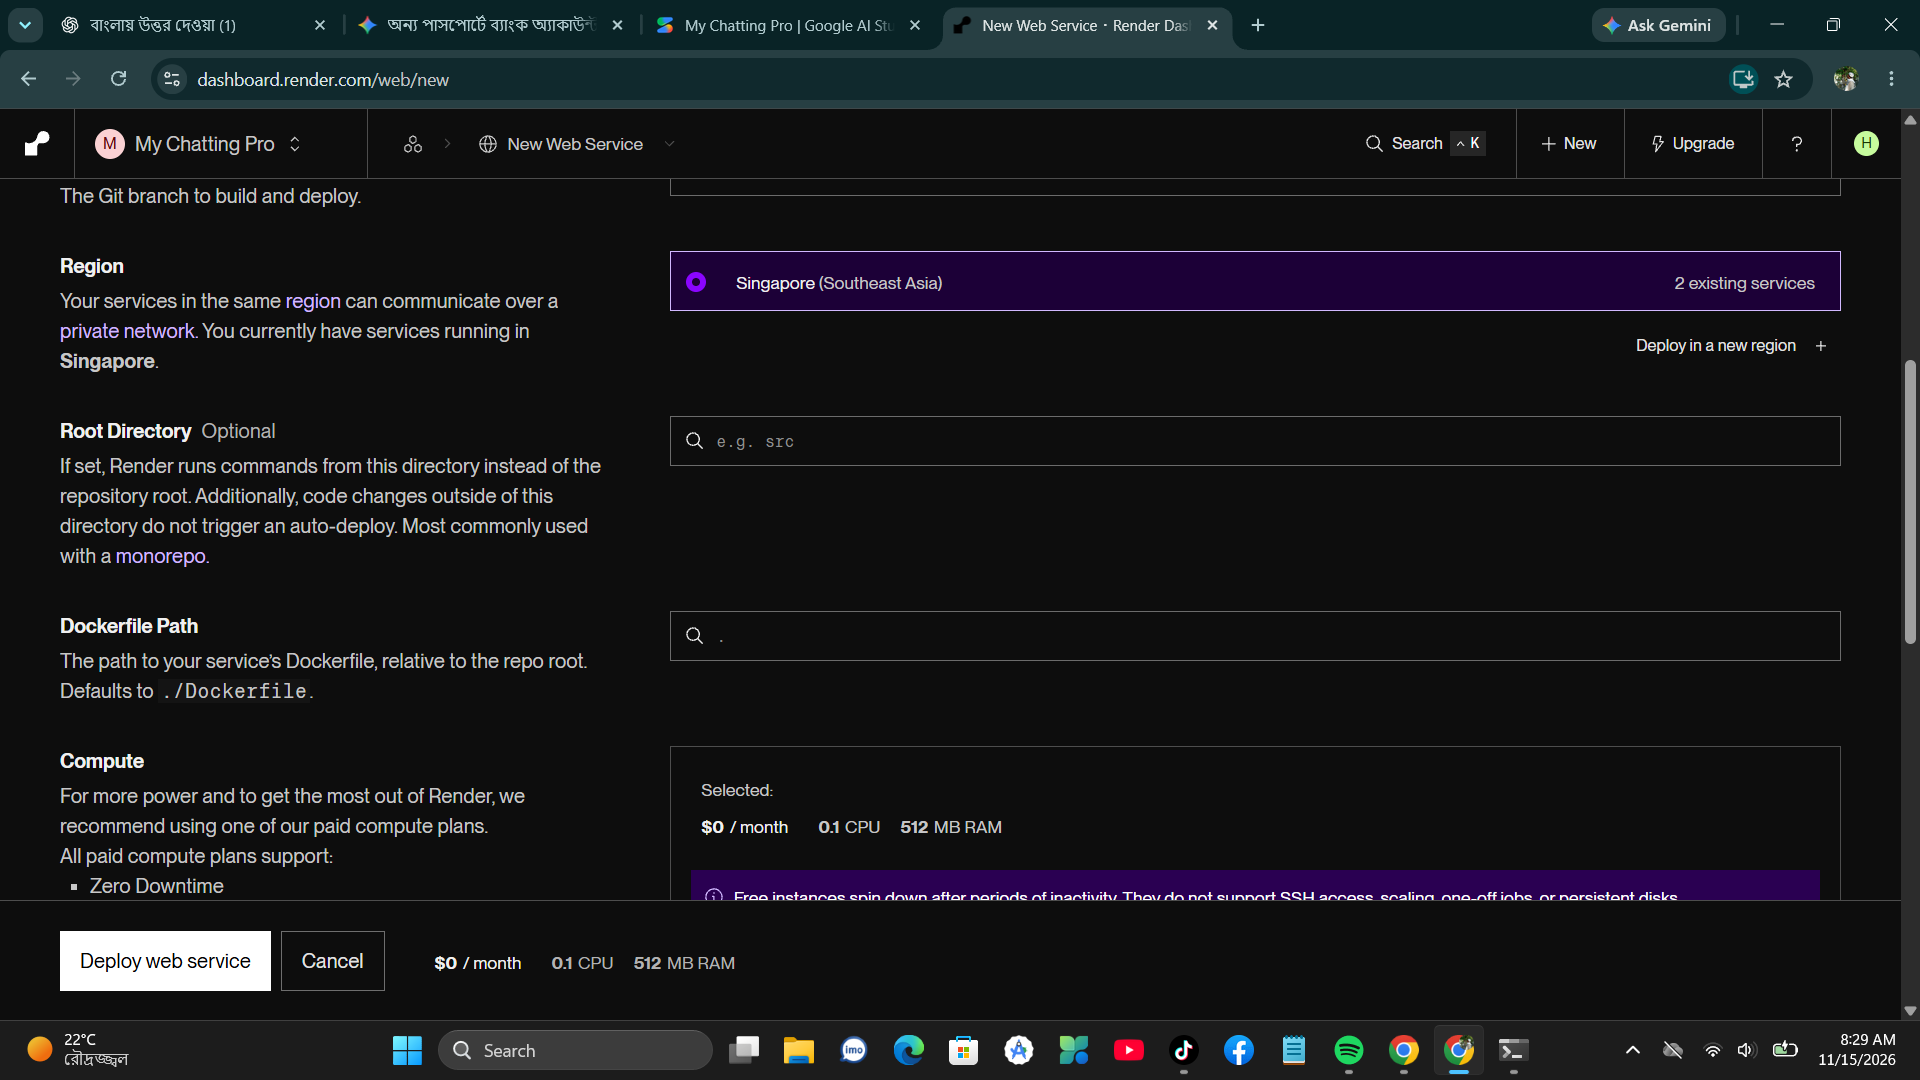 বাংলায় উত্তর দেওয়া (1)
অন্য পাসপোর্টে ব্যাংক অ্যাকাউন্ট
My Chatting Pro | Google AI Stu
New Web Service · Render Das
Ask Gemini
dashboard.render.com/web/new
M My Chatting Pro
New Web Service
Search ^ K
+ New
Upgrade
?
H
The Git branch to build and deploy.
Region
Your services in the same region can communicate over a
private network. You currently have services running in
Singapore.
Singapore (Southeast Asia)
2 existing services
Deploy in a new region +
Root Directory Optional
If set, Render runs commands from this directory instead of the
repository root. Additionally, code changes outside of this
directory do not trigger an auto-deploy. Most commonly used
with a monorepo.
e.g. src
Dockerfile Path
The path to your service's Dockerfile, relative to the repo root.
Defaults to ./Dockerfile.
.
Compute
For more power and to get the most out of Render, we
recommend using one of our paid compute plans.
All paid compute plans support:
▪ Zero Downtime
Selected:
$0 / month 0.1 CPU 512 MB RAM
Free instances spin down after periods of inactivity. They do not support SSH access, scaling, one-off jobs, or persistent disks.
Deploy web service
Cancel
$0 / month 0.1 CPU 512 MB RAM
22°C
রৌদ্রজ্জ্বল
Search
imo
8:29 AM
11/15/2026